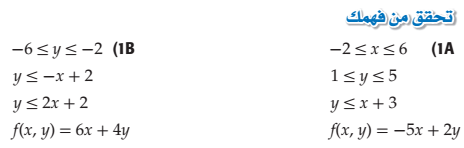 تحقق من فهمك
(1A −2 ≤ x ≤ 6
1 ≤ y ≤ 5
y ≤ x + 3
f(x, y) = −5x + 2y
(1B −6 ≤ y ≤ −2
y ≤ −x + 2
y ≤ 2x + 2
f(x, y) = 6x + 4y